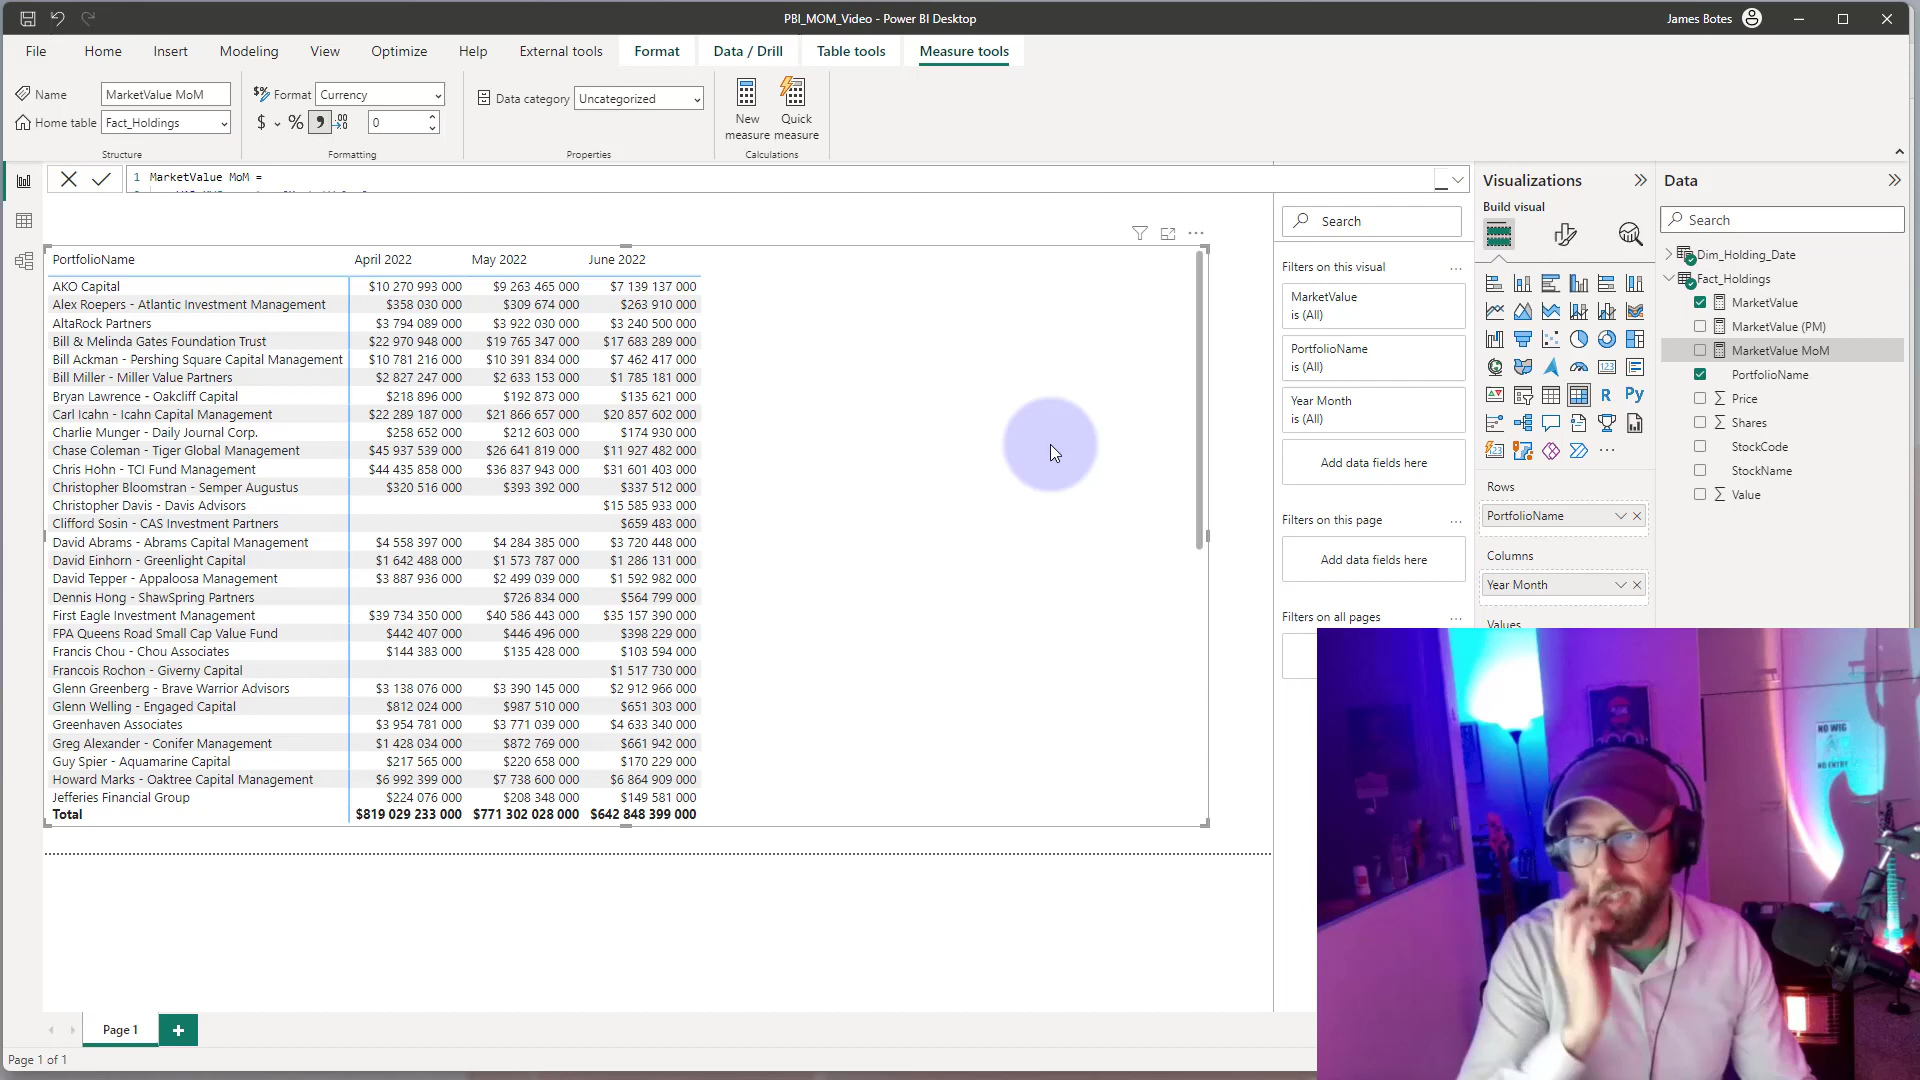 PBI_MOM_Video - Power BI Desktop
James Botes
File Home Insert Modeling View Optimize Help External tools Format Data / Drill Table tools Measure tools
Name MarketValue MoM
Home table Fact_Holdings
Structure
Format Currency
$ % 0
Formatting
Data category Uncategorized
Properties
New measure
Quick measure
Calculations
1 MarketValue MoM =
PortfolioName April 2022 May 2022 June 2022
AKO Capital $10 270 993 000 $9 263 465 000 $7 139 137 000
Alex Roepers - Atlantic Investment Management $358 030 000 $309 674 000 $263 910 000
AltaRock Partners $3 794 089 000 $3 922 030 000 $3 240 500 000
Bill & Melinda Gates Foundation Trust $22 970 948 000 $19 765 347 000 $17 683 289 000
Bill Ackman - Pershing Square Capital Management $10 781 216 000 $10 391 834 000 $7 462 417 000
Bill Miller - Miller Value Partners $2 827 247 000 $2 633 153 000 $1 785 181 000
Bryan Lawrence - Oakcliff Capital $218 896 000 $192 873 000 $135 621 000
Carl Icahn - Icahn Capital Management $22 289 187 000 $21 866 657 000 $20 857 602 000
Charlie Munger - Daily Journal Corp. $258 652 000 $212 603 000 $174 930 000
Chase Coleman - Tiger Global Management $45 937 539 000 $26 641 819 000 $11 927 482 000
Chris Hohn - TCI Fund Management $44 435 858 000 $36 837 943 000 $31 601 403 000
Christopher Bloomstran - Semper Augustus $320 516 000 $393 392 000 $337 512 000
Christopher Davis - Davis Advisors $15 585 933 000
Clifford Sosin - CAS Investment Partners $659 483 000
David Abrams - Abrams Capital Management $4 558 397 000 $4 284 385 000 $3 720 448 000
David Einhorn - Greenlight Capital $1 642 488 000 $1 573 787 000 $1 286 131 000
David Tepper - Appaloosa Management $3 887 936 000 $2 499 039 000 $1 592 982 000
Dennis Hong - ShawSpring Partners $726 834 000 $564 799 000
First Eagle Investment Management $39 734 350 000 $40 586 443 000 $35 157 390 000
FPA Queens Road Small Cap Value Fund $442 407 000 $446 496 000 $398 229 000
Francis Chou - Chou Associates $144 383 000 $135 428 000 $103 594 000
Francois Rochon - Giverny Capital $1 517 730 000
Glenn Greenberg - Brave Warrior Advisors $3 138 076 000 $3 390 145 000 $2 912 966 000
Glenn Welling - Engaged Capital $812 024 000 $987 510 000 $651 303 000
Greenhaven Associates $3 954 781 000 $3 771 039 000 $4 633 340 000
Greg Alexander - Conifer Management $1 428 034 000 $872 769 000 $661 942 000
Guy Spier - Aquamarine Capital $217 565 000 $220 658 000 $170 229 000
Howard Marks - Oaktree Capital Management $6 992 399 000 $7 738 600 000 $6 864 909 000
Jefferies Financial Group $224 076 000 $208 348 000 $149 581 000
Total $819 029 233 000 $771 302 028 000 $642 848 399 000
Page 1
Page 1 of 1
Search
Filters on this visual
MarketValue
is (All)
PortfolioName
is (All)
Year Month
is (All)
Add data fields here
Filters on this page
Add data fields here
Filters on all pages
Visualizations
Build visual
R Py
Rows
PortfolioName
Columns
Year Month
Values
Data
Search
Dim_Holding_Date
Fact_Holdings
MarketValue
MarketValue (PM)
MarketValue MoM
PortfolioName
Price
Shares
StockCode
StockName
Value
NO WIG
NO ENTRY